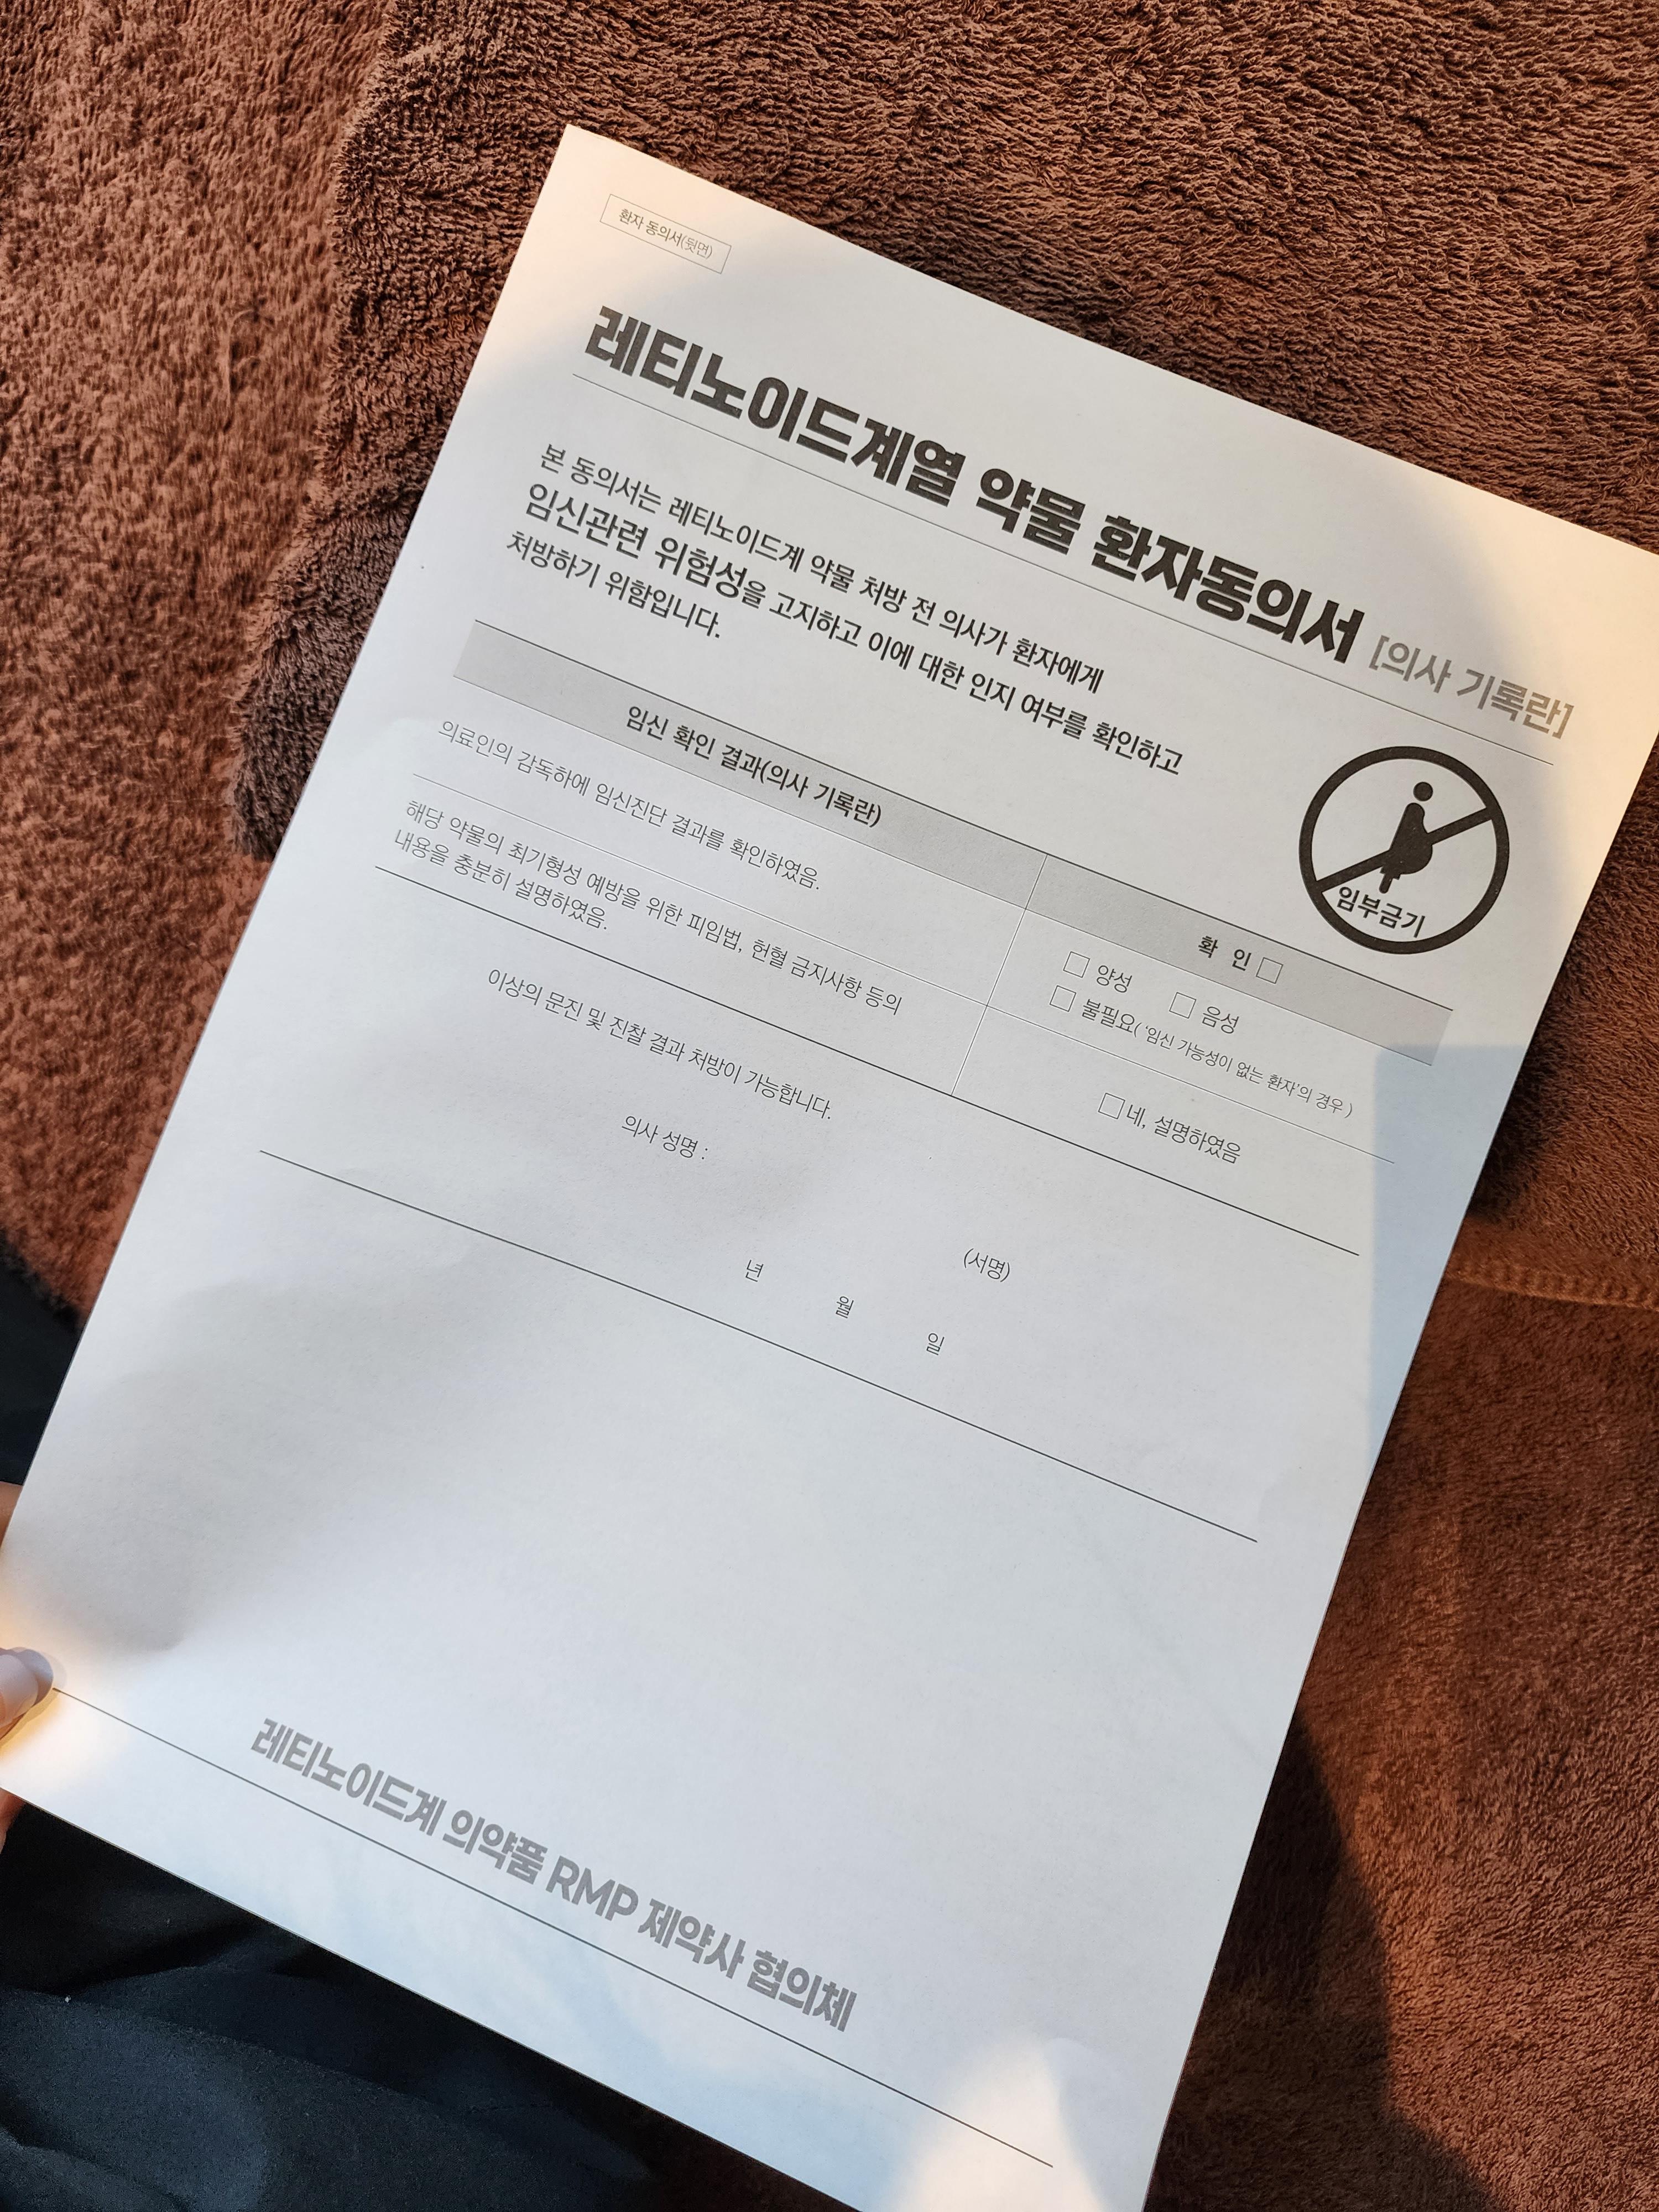 환자 동의서(뒷면)
레티노이드계열 약물 환자동의서 [의사 기록란]
본 동의서는 레티노이드계 약물 처방 전 의사가 환자에게
임신관련 위험성을 고지하고 이에 대한 인지 여부를 확인하고
처방하기 위함입니다.
임부금기
임신 확인 결과(의사 기록란)
확 인 □
의료인의 감독하에 임신진단 결과를 확인하였음.
□ 양성 □ 음성
□ 불필요( '임신 가능성이 없는 환자'의 경우 )
해당 약물의 최기형성 예방을 위한 피임법, 헌혈 금지사항 등의
내용을 충분히 설명하였음.
□ 네, 설명하였음
이상의 문진 및 진찰 결과 처방이 가능합니다.
의사 성명 :
(서명)
년 월 일
레티노이드계 의약품 RMP 제약사 협의체